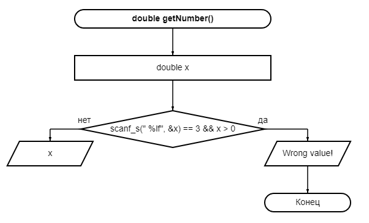 double getNumber()
double x
нет
да
scanf_s(" %lf", &x) == 3 && x > 0
x
Wrong value!
Конец